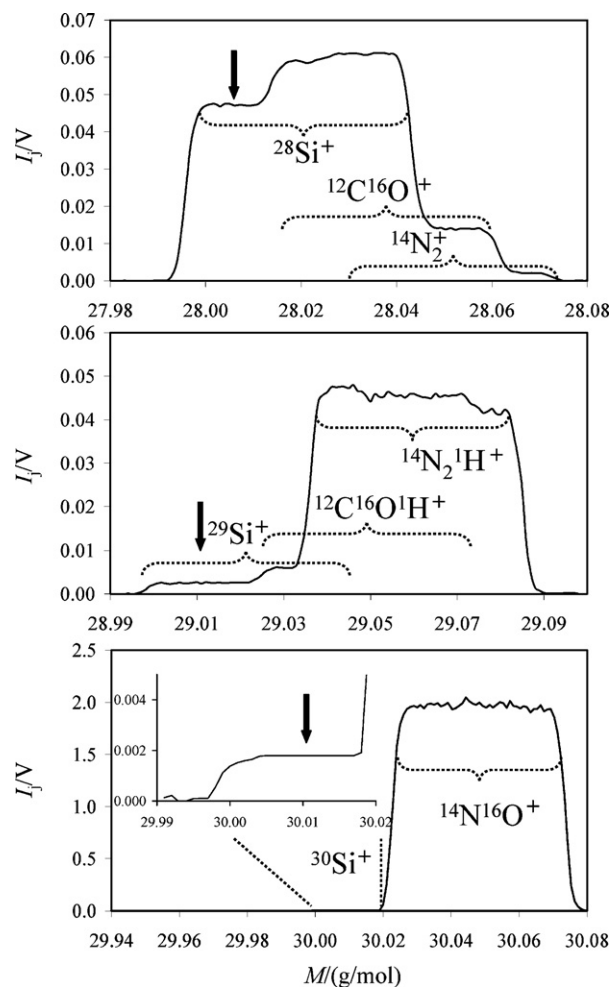 0.07
0.06
0.05
0.04
0.03
0.02
0.01
0.00
I_j/V
²⁸Si⁺
¹²C¹⁶O⁺
¹⁴N₂⁺
27.98 28.00 28.02 28.04 28.06 28.08
0.06
0.05
0.04
0.03
0.02
0.01
0.00
I_j/V
¹⁴N₂¹H⁺
¹²C¹⁶O¹H⁺
²⁹Si⁺
28.99 29.01 29.03 29.05 29.07 29.09
2.5
2.0
1.5
1.0
0.5
0.0
I_j/V
0.004
0.002
0.000
29.99 30.00 30.01 30.02
³⁰Si⁺
¹⁴N¹⁶O⁺
29.94 29.96 29.98 30.00 30.02 30.04 30.06 30.08
M/(g/mol)